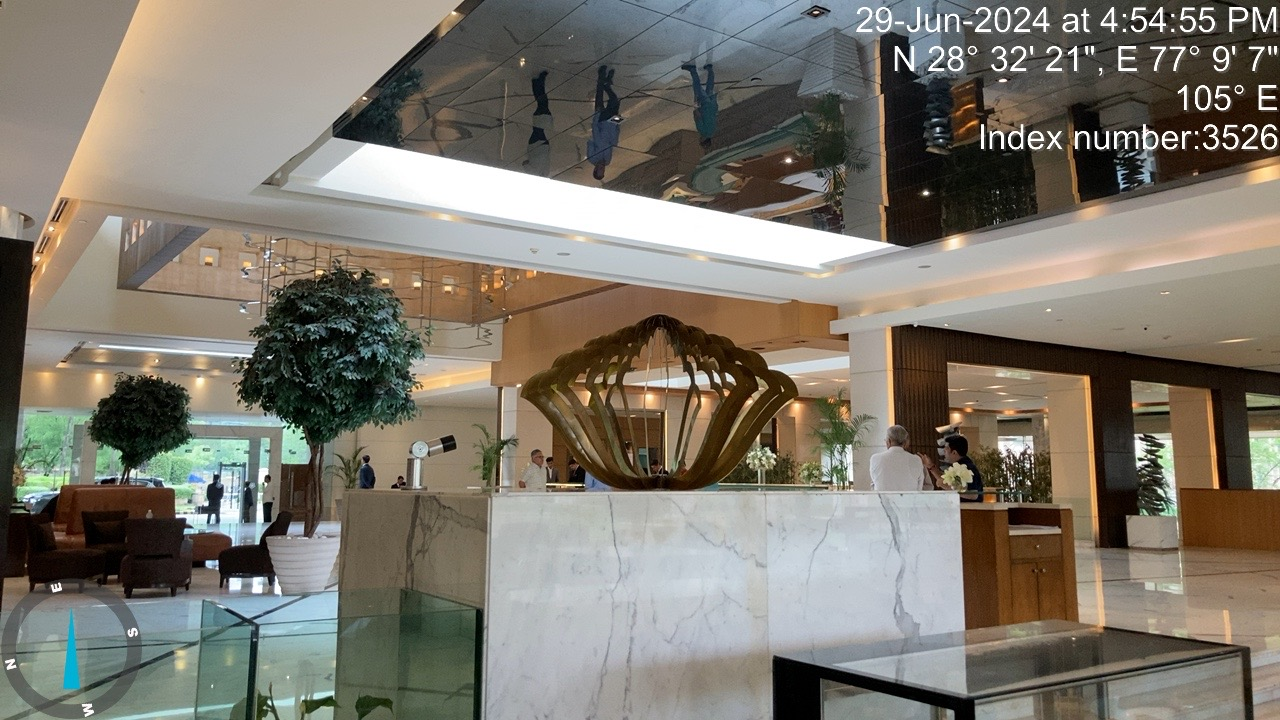 29-Jun-2024 at 4:54:55 PM
N 28° 32' 21", E 77° 9' 7"
105° E
Index number:3526
E
S
N
W